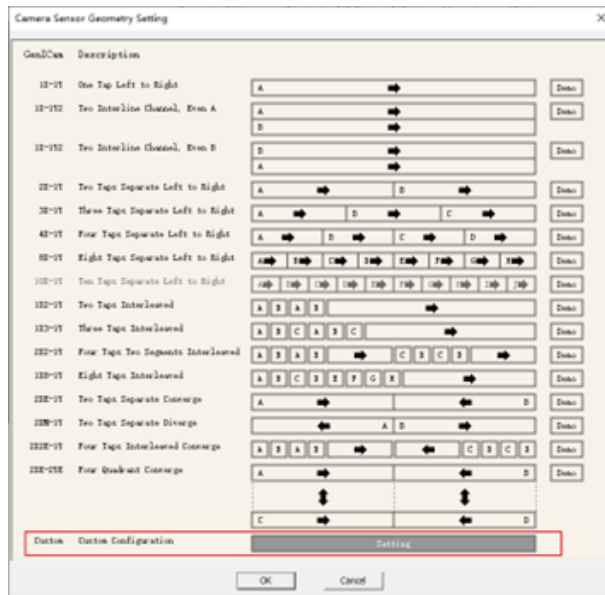 Camera Sensor Geometry Setting X
GenICam Description
1X-1Y One Tap Left to Right A Demo
1X-1Y2 Two Interline Channel, Even A A Demo
B
1X-1Y2 Two Interline Channel, Even B B Demo
A
2X-1Y Two Taps Separate Left to Right A B Demo
3X-1Y Three Taps Separate Left to Right A B C Demo
4X-1Y Four Taps Separate Left to Right A B C D Demo
8X-1Y Eight Taps Separate Left to Right A B C D E F G H Demo
10X-1Y Ten Taps Separate Left to Right A B C D E F G H I J Demo
1X2-1Y Two Taps Interleaved A B A B Demo
1X3-1Y Three Taps Interleaved A B C A B C Demo
2X2-1Y Four Taps Two Segments Interleaved A B A B C D C D Demo
1X8-1Y Eight Taps Interleaved A B C D E F G H Demo
2XE-1Y Two Taps Separate Converge A B Demo
2XM-1Y Two Taps Separate Diverge A B Demo
2X2E-1Y Four Taps Interleaved Converge A B A B C D C D Demo
2XE-2YE Four Quadrant Converge A B Demo
C D
Custom Custom Configuration Setting
OK Cancel